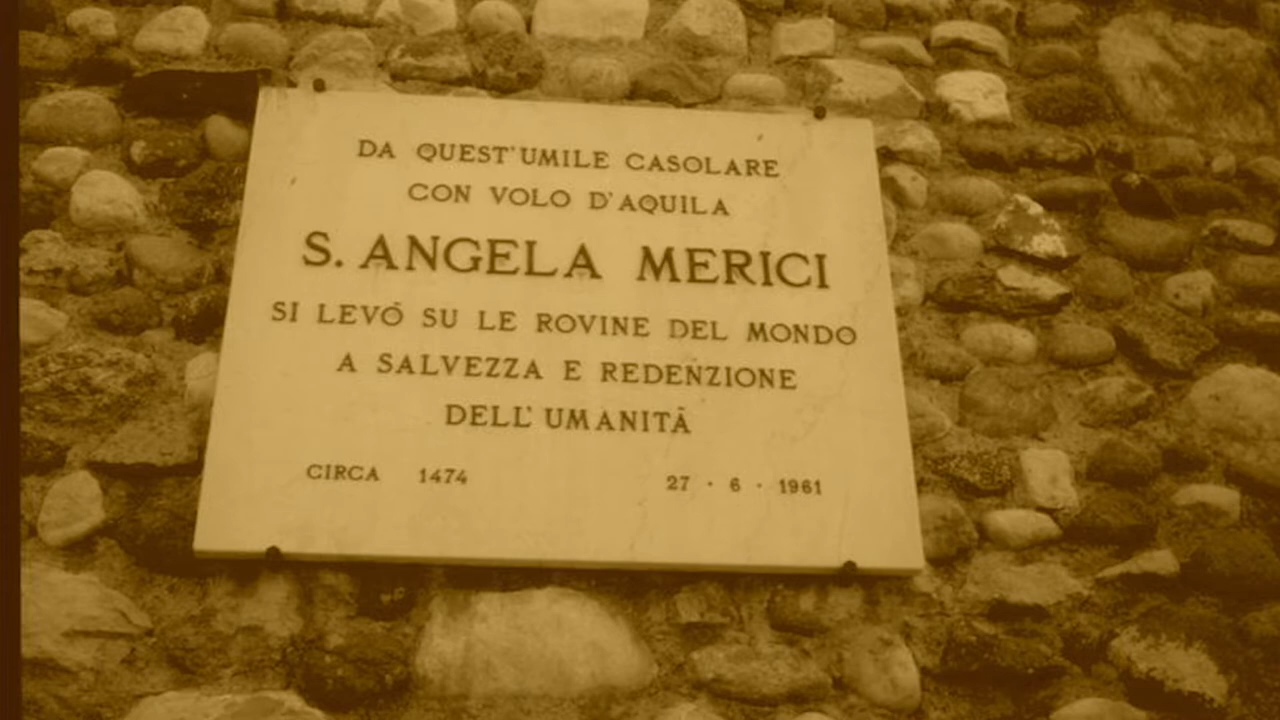 DA QUEST'UMILE CASOLARE
CON VOLO D'AQUILA
S. ANGELA MERICI
SI LEVÒ SU LE ROVINE DEL MONDO
A SALVEZZA E REDENZIONE
DELL'UMANITÀ
CIRCA 1474 27 · 6 · 1961